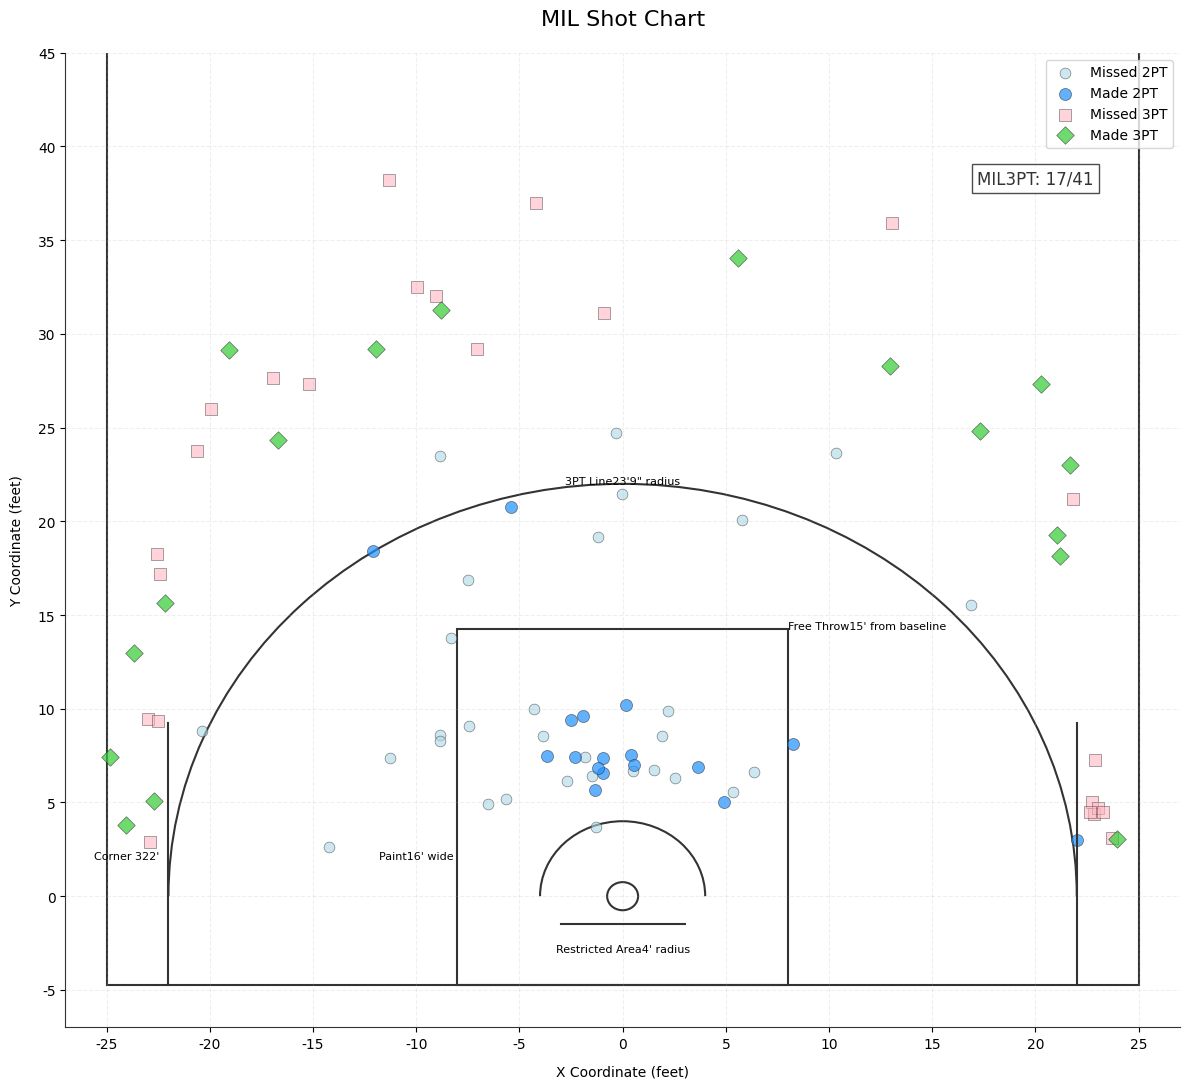 MIL Shot Chart
45
40
35
30
25
20
15
10
5
0
-5
Y Coordinate (feet)
Missed 2PT
Made 2PT
Missed 3PT
Made 3PT
MIL3PT: 17/41
3PT Line23'9" radius
Free Throw15' from baseline
Corner 322'
Paint16' wide
Restricted Area4' radius
-25 -20 -15 -10 -5 0 5 10 15 20 25
X Coordinate (feet)